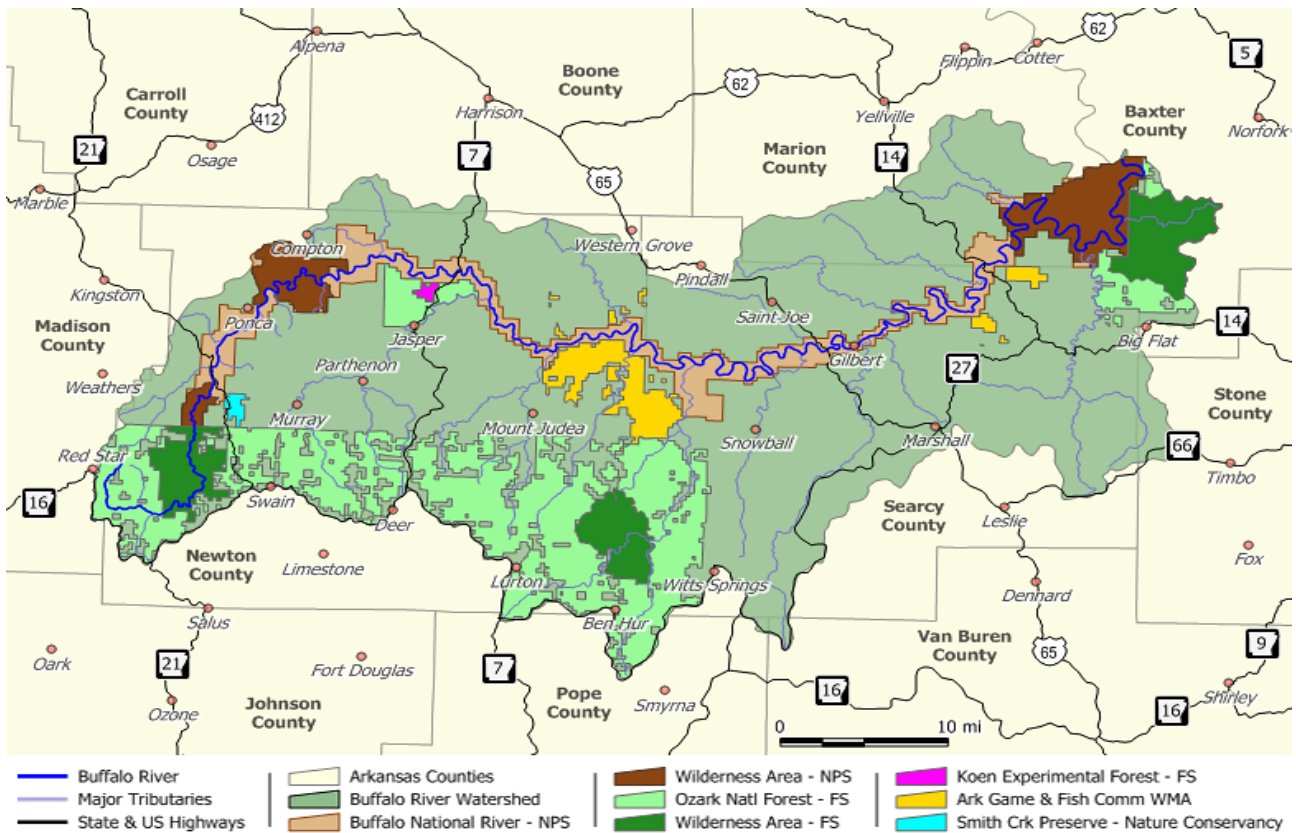 Alpena
Flippin
Cotter
62
62
5
Boone
County
Carroll
County
Harrison
62
Baxter
County
412
Yellville
Norfork
21
Osage
7
14
Marion
County
65
Marble
Compton
Western Grove
Pindall
Kingston
Saint-Joe
Ponca
Madison
County
Jasper
14
Gilbert
Big Flat
Parthenon
27
Weathers
Murray
Mount Judea
Stone
County
Snowball
Marshall
66
Red Star
Timbo
16
Swain
Searcy
County
Leslie
Deer
Newton
County
Limestone
Fox
Lurton
Witts Springs
Dennard
Salus
Ben Hur
Van Buren
County
65
9
Oark
21
Fort Douglas
7
Pope
County
Smyrna
16
Shirley
Johnson
County
Ozone
16
0 10 mi
Buffalo River
Arkansas Counties
Wilderness Area - NPS
Koen Experimental Forest - FS
Major Tributaries
Buffalo River Watershed
Ozark Natl Forest - FS
Ark Game & Fish Comm WMA
State & US Highways
Buffalo National River - NPS
Wilderness Area - FS
Smith Crk Preserve - Nature Conservancy